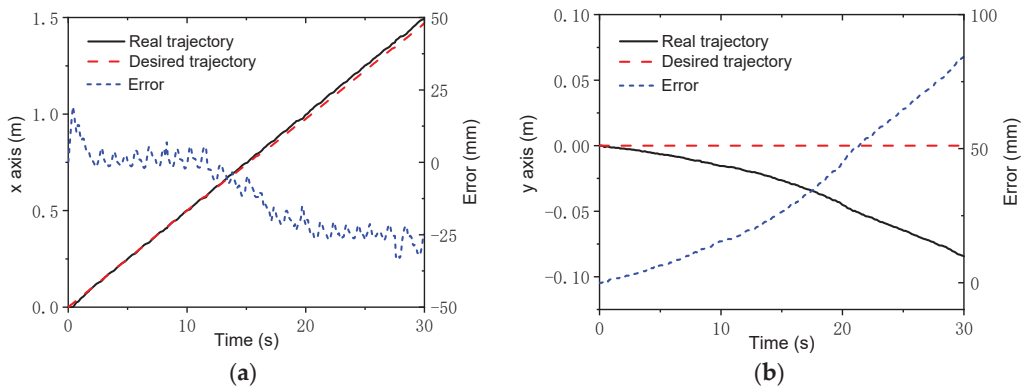 Real trajectory
Desired trajectory
Error
1.5
1.0
0.5
0.0
x axis (m)
50
25
0
−25
−50
Error (mm)
0 10 20 30
Time (s)
(a)
Real trajectory
Desired trajectory
Error
0.10
0.05
0.00
−0.05
−0.10
y axis (m)
100
50
0
Error (mm)
0 10 20 30
Time (s)
(b)